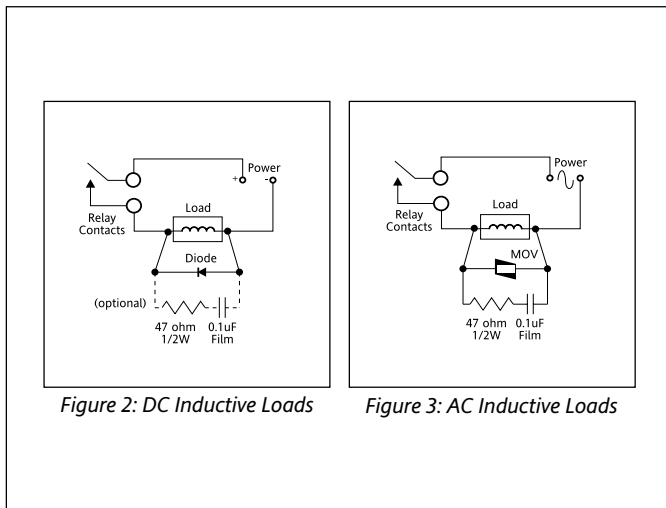 Power
+
-
Relay
Contacts
Load
Diode
(optional)
47 ohm
1/2W
0.1uF
Film
Figure 2: DC Inductive Loads
Power
Relay
Contacts
Load
MOV
47 ohm
1/2W
0.1uF
Film
Figure 3: AC Inductive Loads